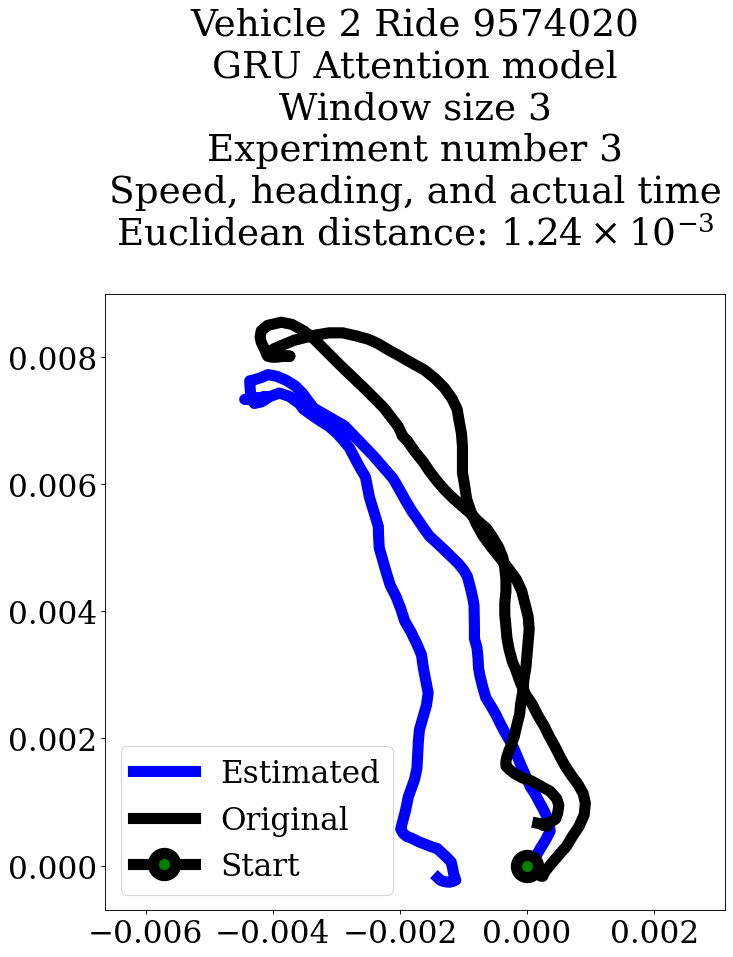 Vehicle 2 Ride 9574020
GRU Attention model
Window size 3
Experiment number 3
Speed, heading, and actual time
Euclidean distance: 1.24 × 10⁻³
0.008
0.006
0.004
0.002
0.000
Estimated
Original
Start
−0.006 −0.004 −0.002 0.000 0.002